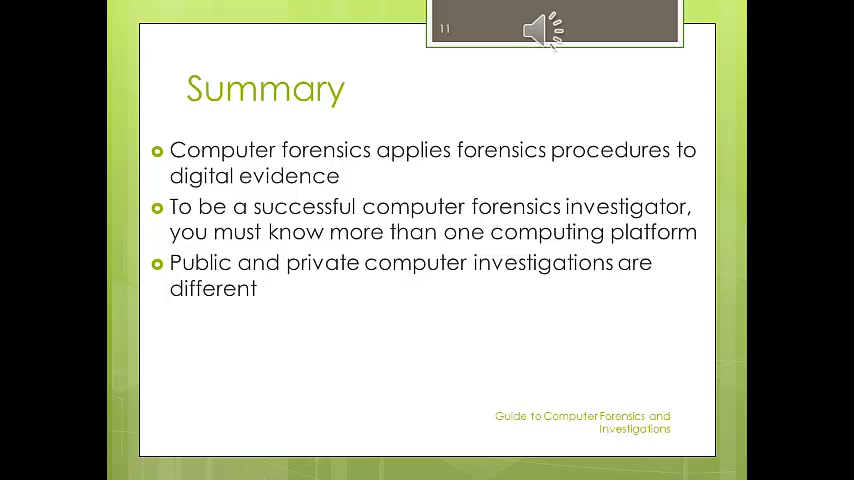 11
Summary
Computer forensics applies forensics procedures to
digital evidence
To be a successful computer forensics investigator,
you must know more than one computing platform
Public and private computer investigations are
different
Guide to Computer Forensics and
Investigations